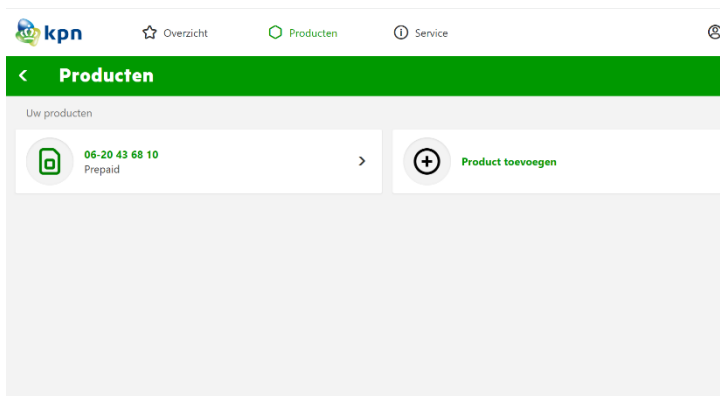 kpn
Overzicht
Producten
Service
Producten
Uw producten
06-20 43 68 10
Prepaid
Product toevoegen